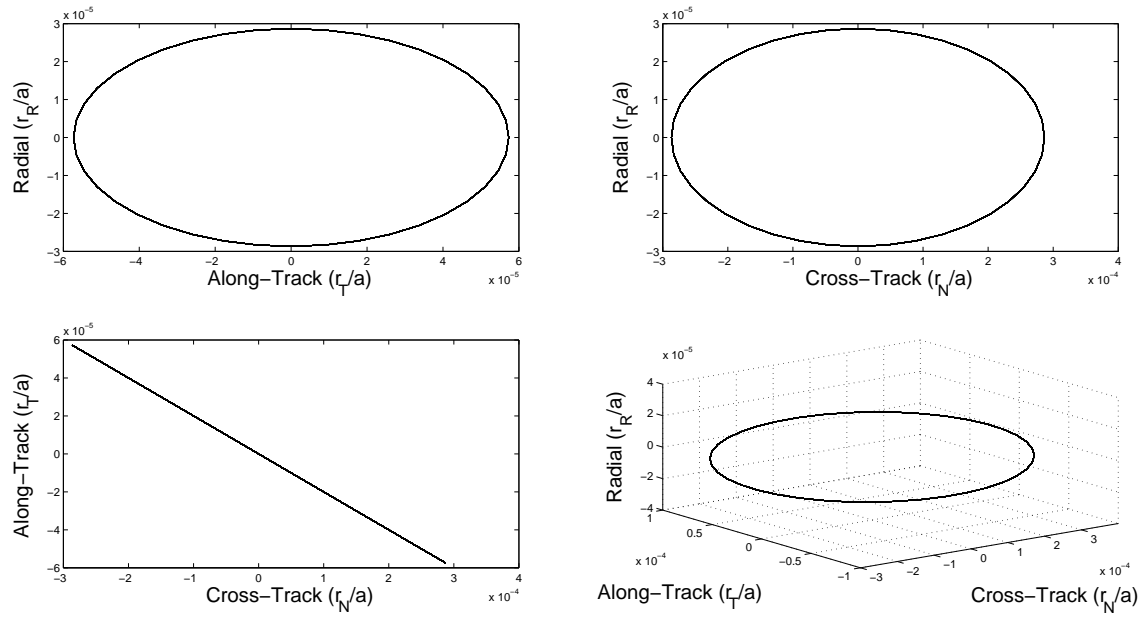 x 10⁻⁵
3
2
1
0
−1
−2
−3
Radial (r_R/a)
−6 −4 −2 0 2 4 6
x 10⁻⁵
Along−Track (r_T/a)
x 10⁻⁵
3
2
1
0
−1
−2
−3
Radial (r_R/a)
−3 −2 −1 0 1 2 3 4
x 10⁻⁴
Cross−Track (r_N/a)
x 10⁻⁵
6
4
2
0
−2
−4
−6
Along−Track (r_T/a)
−3 −2 −1 0 1 2 3 4
x 10⁻⁴
Cross−Track (r_N/a)
x 10⁻⁵
4
2
0
−2
−4
Radial (r_R/a)
1
0.5
0
−0.5
−1
x 10⁻⁴
Along−Track (r_T/a)
−3 −2 −1 0 1 2 3
x 10⁻⁴
Cross−Track (r_N/a)